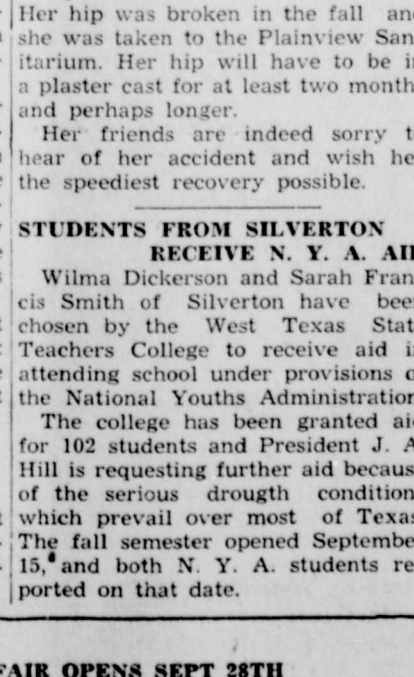 Her hip was broken in the fall an
she was taken to the Plainview San
itarium. Her hip will have to be i
a plaster cast for at least two month
and perhaps longer.
Her friends are indeed sorry t
hear of her accident and wish he
the speediest recovery possible.
STUDENTS FROM SILVERTON
RECEIVE N. Y. A. AI
Wilma Dickerson and Sarah Fran
cis Smith of Silverton have bee
chosen by the West Texas Stat
Teachers College to receive aid i
attending school under provisions o
the National Youths Administration
The college has been granted ai
for 102 students and President J. A
Hill is requesting further aid becaus
of the serious drougth condition
which prevail over most of Texas
The fall semester opened Septembe
15, and both N. Y. A. students re
ported on that date.
FAIR OPENS SEPT 28TH